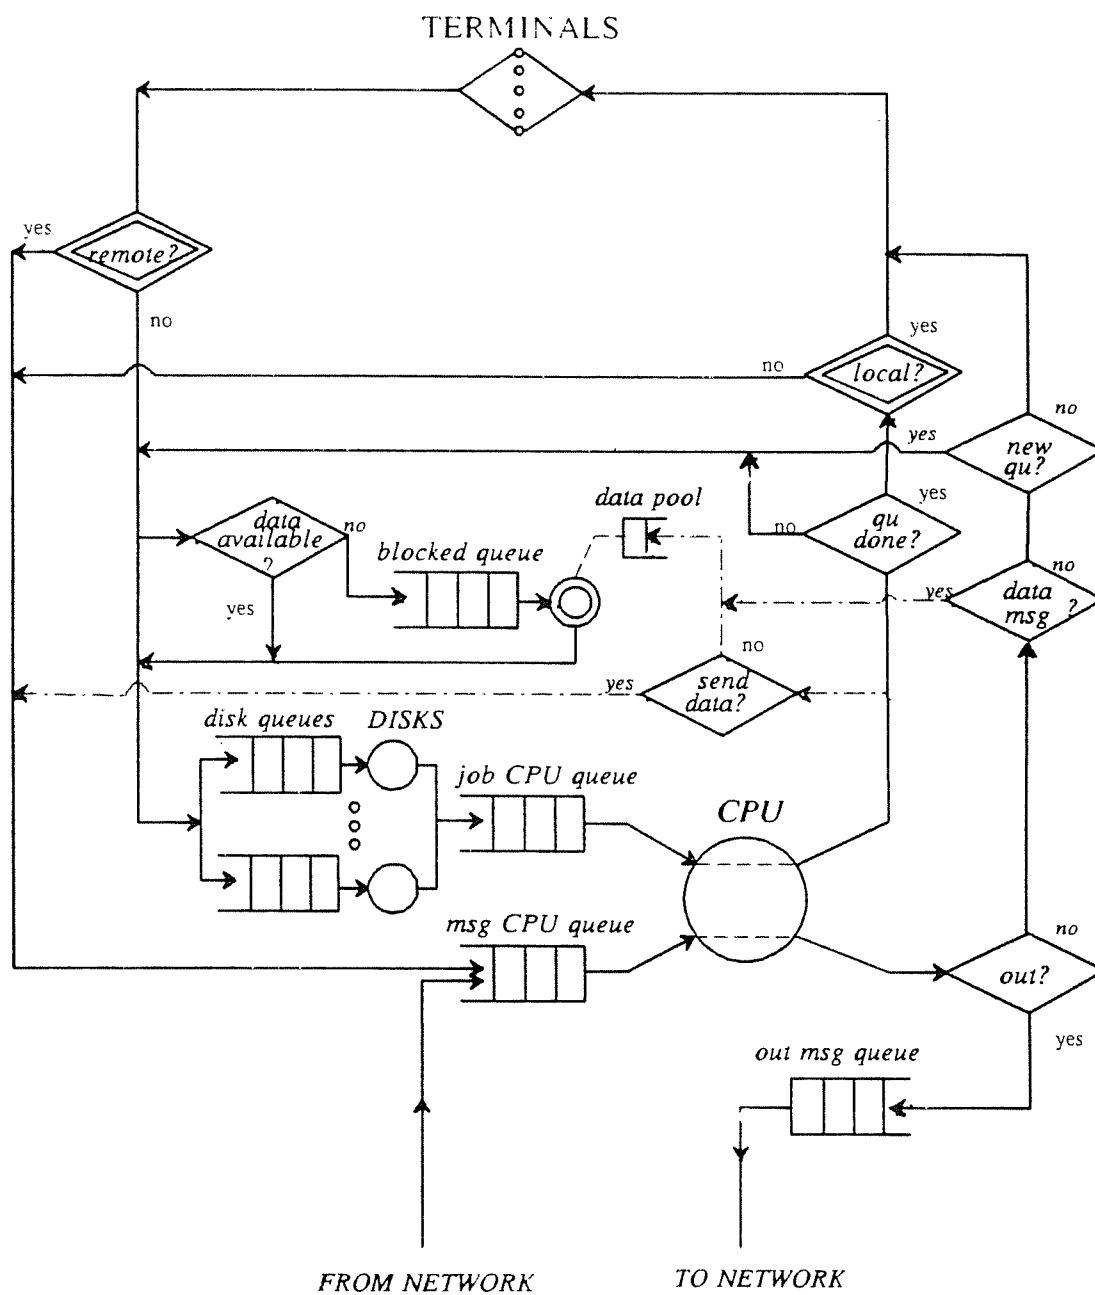 TERMINALS
yes
remote?
no
yes
no
local?
no
yes
new
qu?
data pool
yes
data
available
?
no
no
qu
done?
blocked queue
no
yes
data
msg ?
yes
no
yes
send
data?
disk queues
DISKS
job CPU queue
CPU
msg CPU queue
no
out?
yes
out msg queue
FROM NETWORK
TO NETWORK